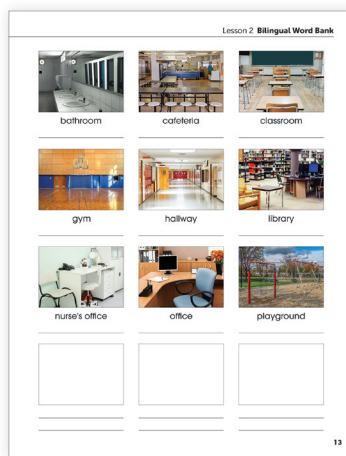 Lesson 2 Bilingual Word Bank
bathroom cafeteria classroom
gym hallway library
nurse's office office playground
13